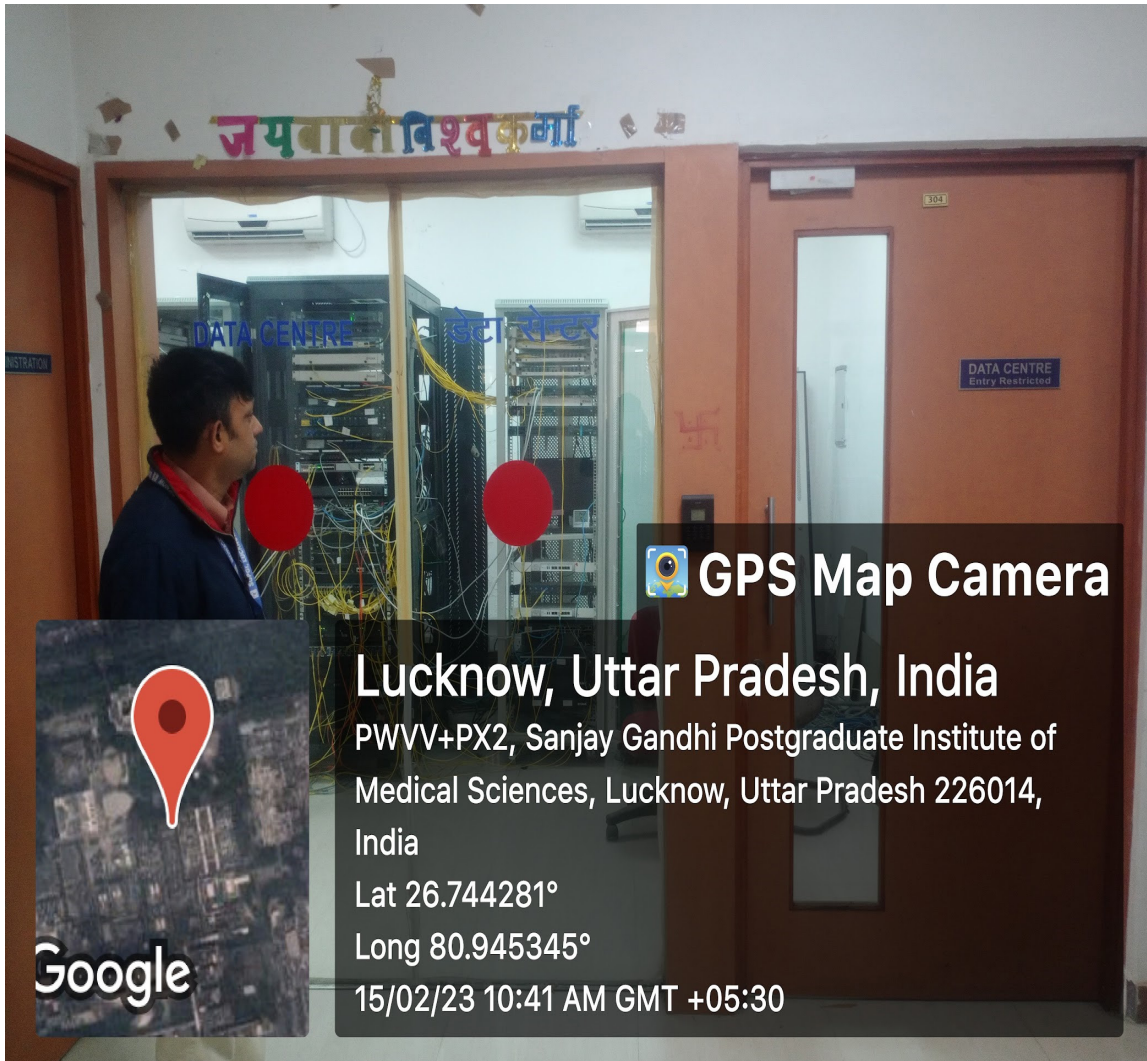 जय बाबा विश्वकर्मा
304
DATA CENTRE डेटा सेन्टर
DATA CENTRE
Entry Restricted
GPS Map Camera
Lucknow, Uttar Pradesh, India
PWVV+PX2, Sanjay Gandhi Postgraduate Institute of
Medical Sciences, Lucknow, Uttar Pradesh 226014,
India
Lat 26.744281°
Long 80.945345°
15/02/23 10:41 AM GMT +05:30
Google